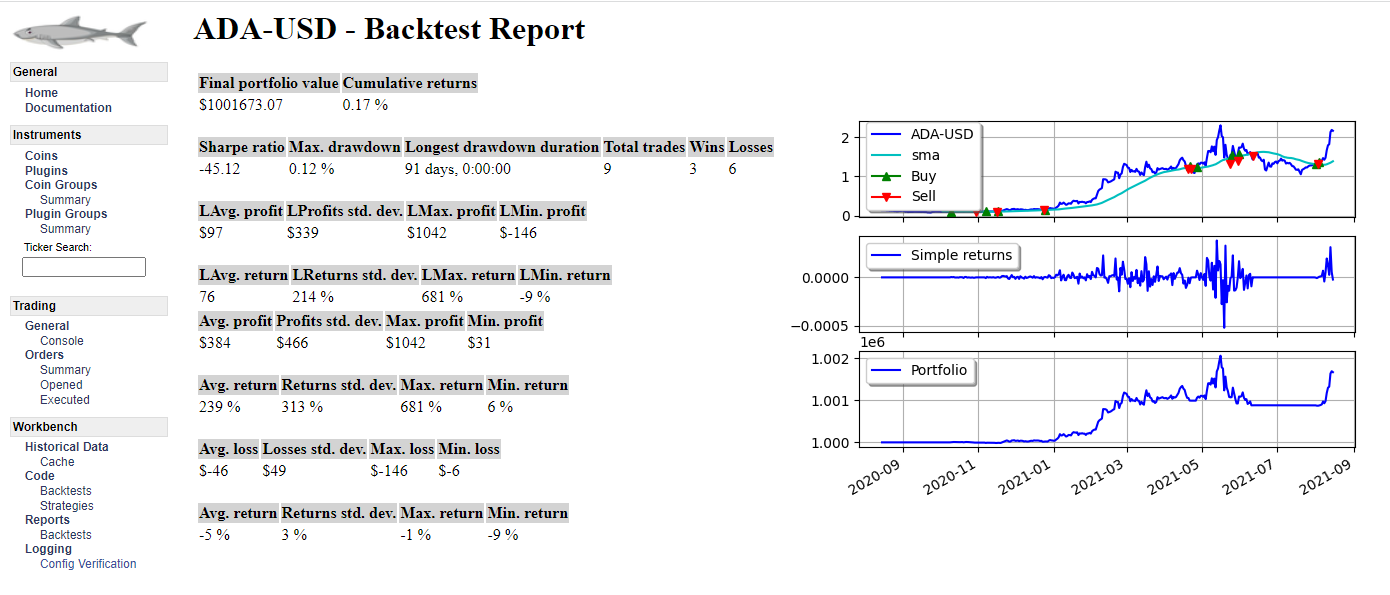 ADA-USD - Backtest Report
General
Home
Documentation
Instruments
Coins
Plugins
Coin Groups
Summary
Plugin Groups
Summary
Ticker Search:
Trading
General
Console
Orders
Summary
Opened
Executed
Workbench
Historical Data
Cache
Code
Backtests
Strategies
Reports
Backtests
Logging
Config Verification
Final portfolio value Cumulative returns
$1001673.07 0.17 %
Sharpe ratio Max. drawdown Longest drawdown duration Total trades Wins Losses
-45.12 0.12 % 91 days, 0:00:00 9 3 6
LAvg. profit LProfits std. dev. LMax. profit LMin. profit
$97 $339 $1042 $-146
LAvg. return LReturns std. dev. LMax. return LMin. return
76 214 % 681 % -9 %
Avg. profit Profits std. dev. Max. profit Min. profit
$384 $466 $1042 $31
Avg. return Returns std. dev. Max. return Min. return
239 % 313 % 681 % 6 %
Avg. loss Losses std. dev. Max. loss Min. loss
$-46 $49 $-146 $-6
Avg. return Returns std. dev. Max. return Min. return
-5 % 3 % -1 % -9 %
2
1
0
ADA-USD
sma
Buy
Sell
0.0000
−0.0005
Simple returns
1e6
1.002
1.001
1.000
Portfolio
2020-09 2020-11 2021-01 2021-03 2021-05 2021-07 2021-09